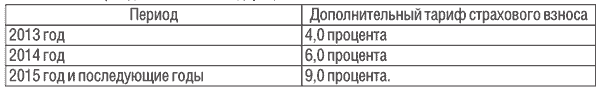 Период Дополнительный тариф страхового взноса
2013 год 4,0 процента
2014 год 6,0 процента
2015 год и последующие годы 9,0 процента.